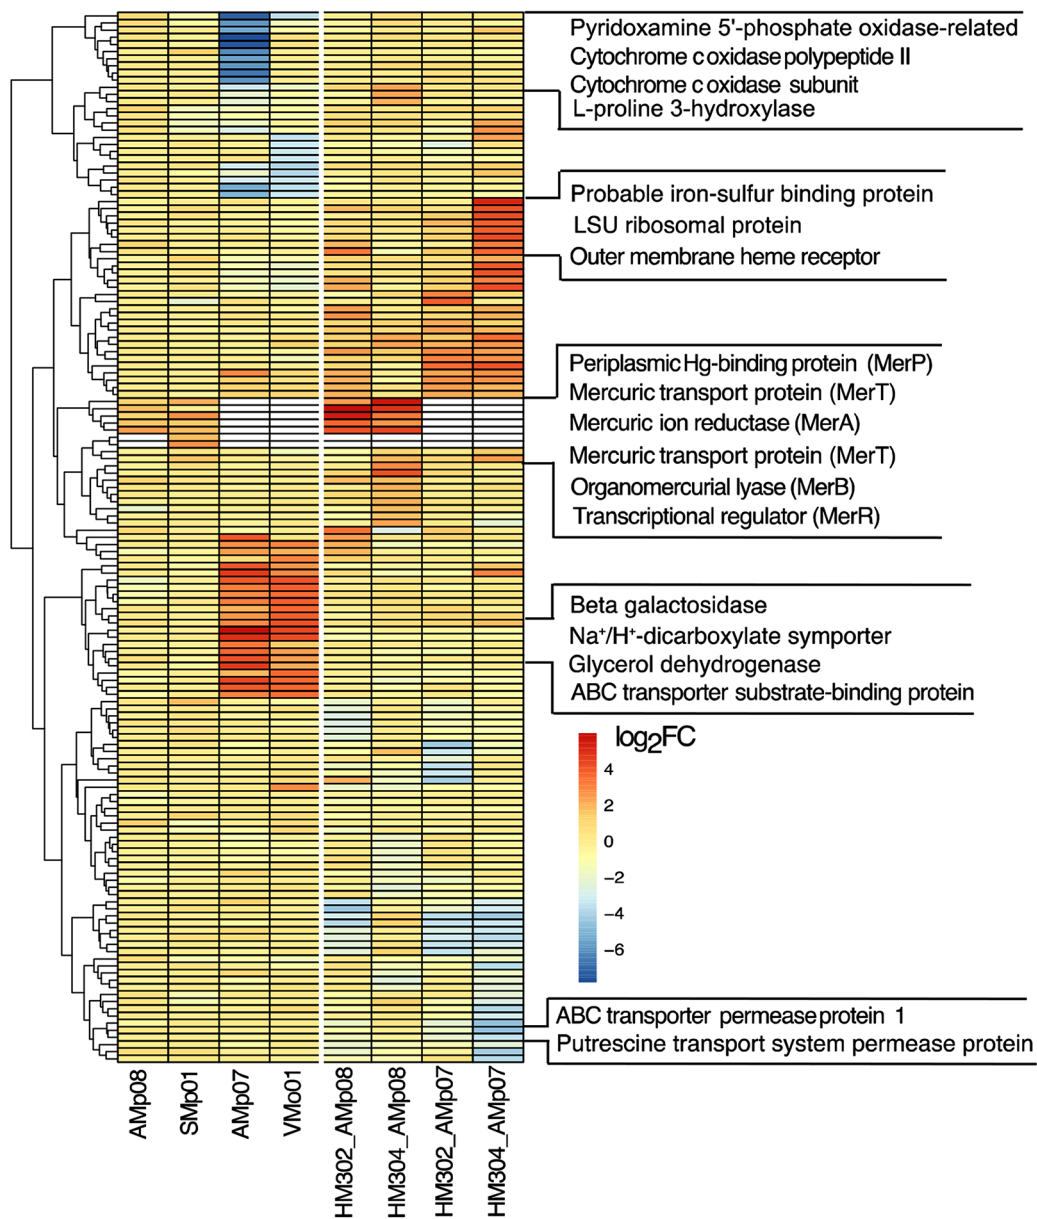 Pyridoxamine 5'-phosphate oxidase-related
Cytochrome c oxidase polypeptide II
Cytochrome c oxidase subunit
L-proline 3-hydroxylase
Probable iron-sulfur binding protein
LSU ribosomal protein
Outer membrane heme receptor
Periplasmic Hg-binding protein (MerP)
Mercuric transport protein (MerT)
Mercuric ion reductase (MerA)
Mercuric transport protein (MerT)
Organomercurial lyase (MerB)
Transcriptional regulator (MerR)
Beta galactosidase
Na⁺/H⁺-dicarboxylate symporter
Glycerol dehydrogenase
ABC transporter substrate-binding protein
log₂FC
4
2
0
−2
−4
−6
ABC transporter permease protein 1
Putrescine transport system permease protein
AMp08
SMp01
AMp07
VMo01
HM302_AMp08
HM304_AMp08
HM302_AMp07
HM304_AMp07